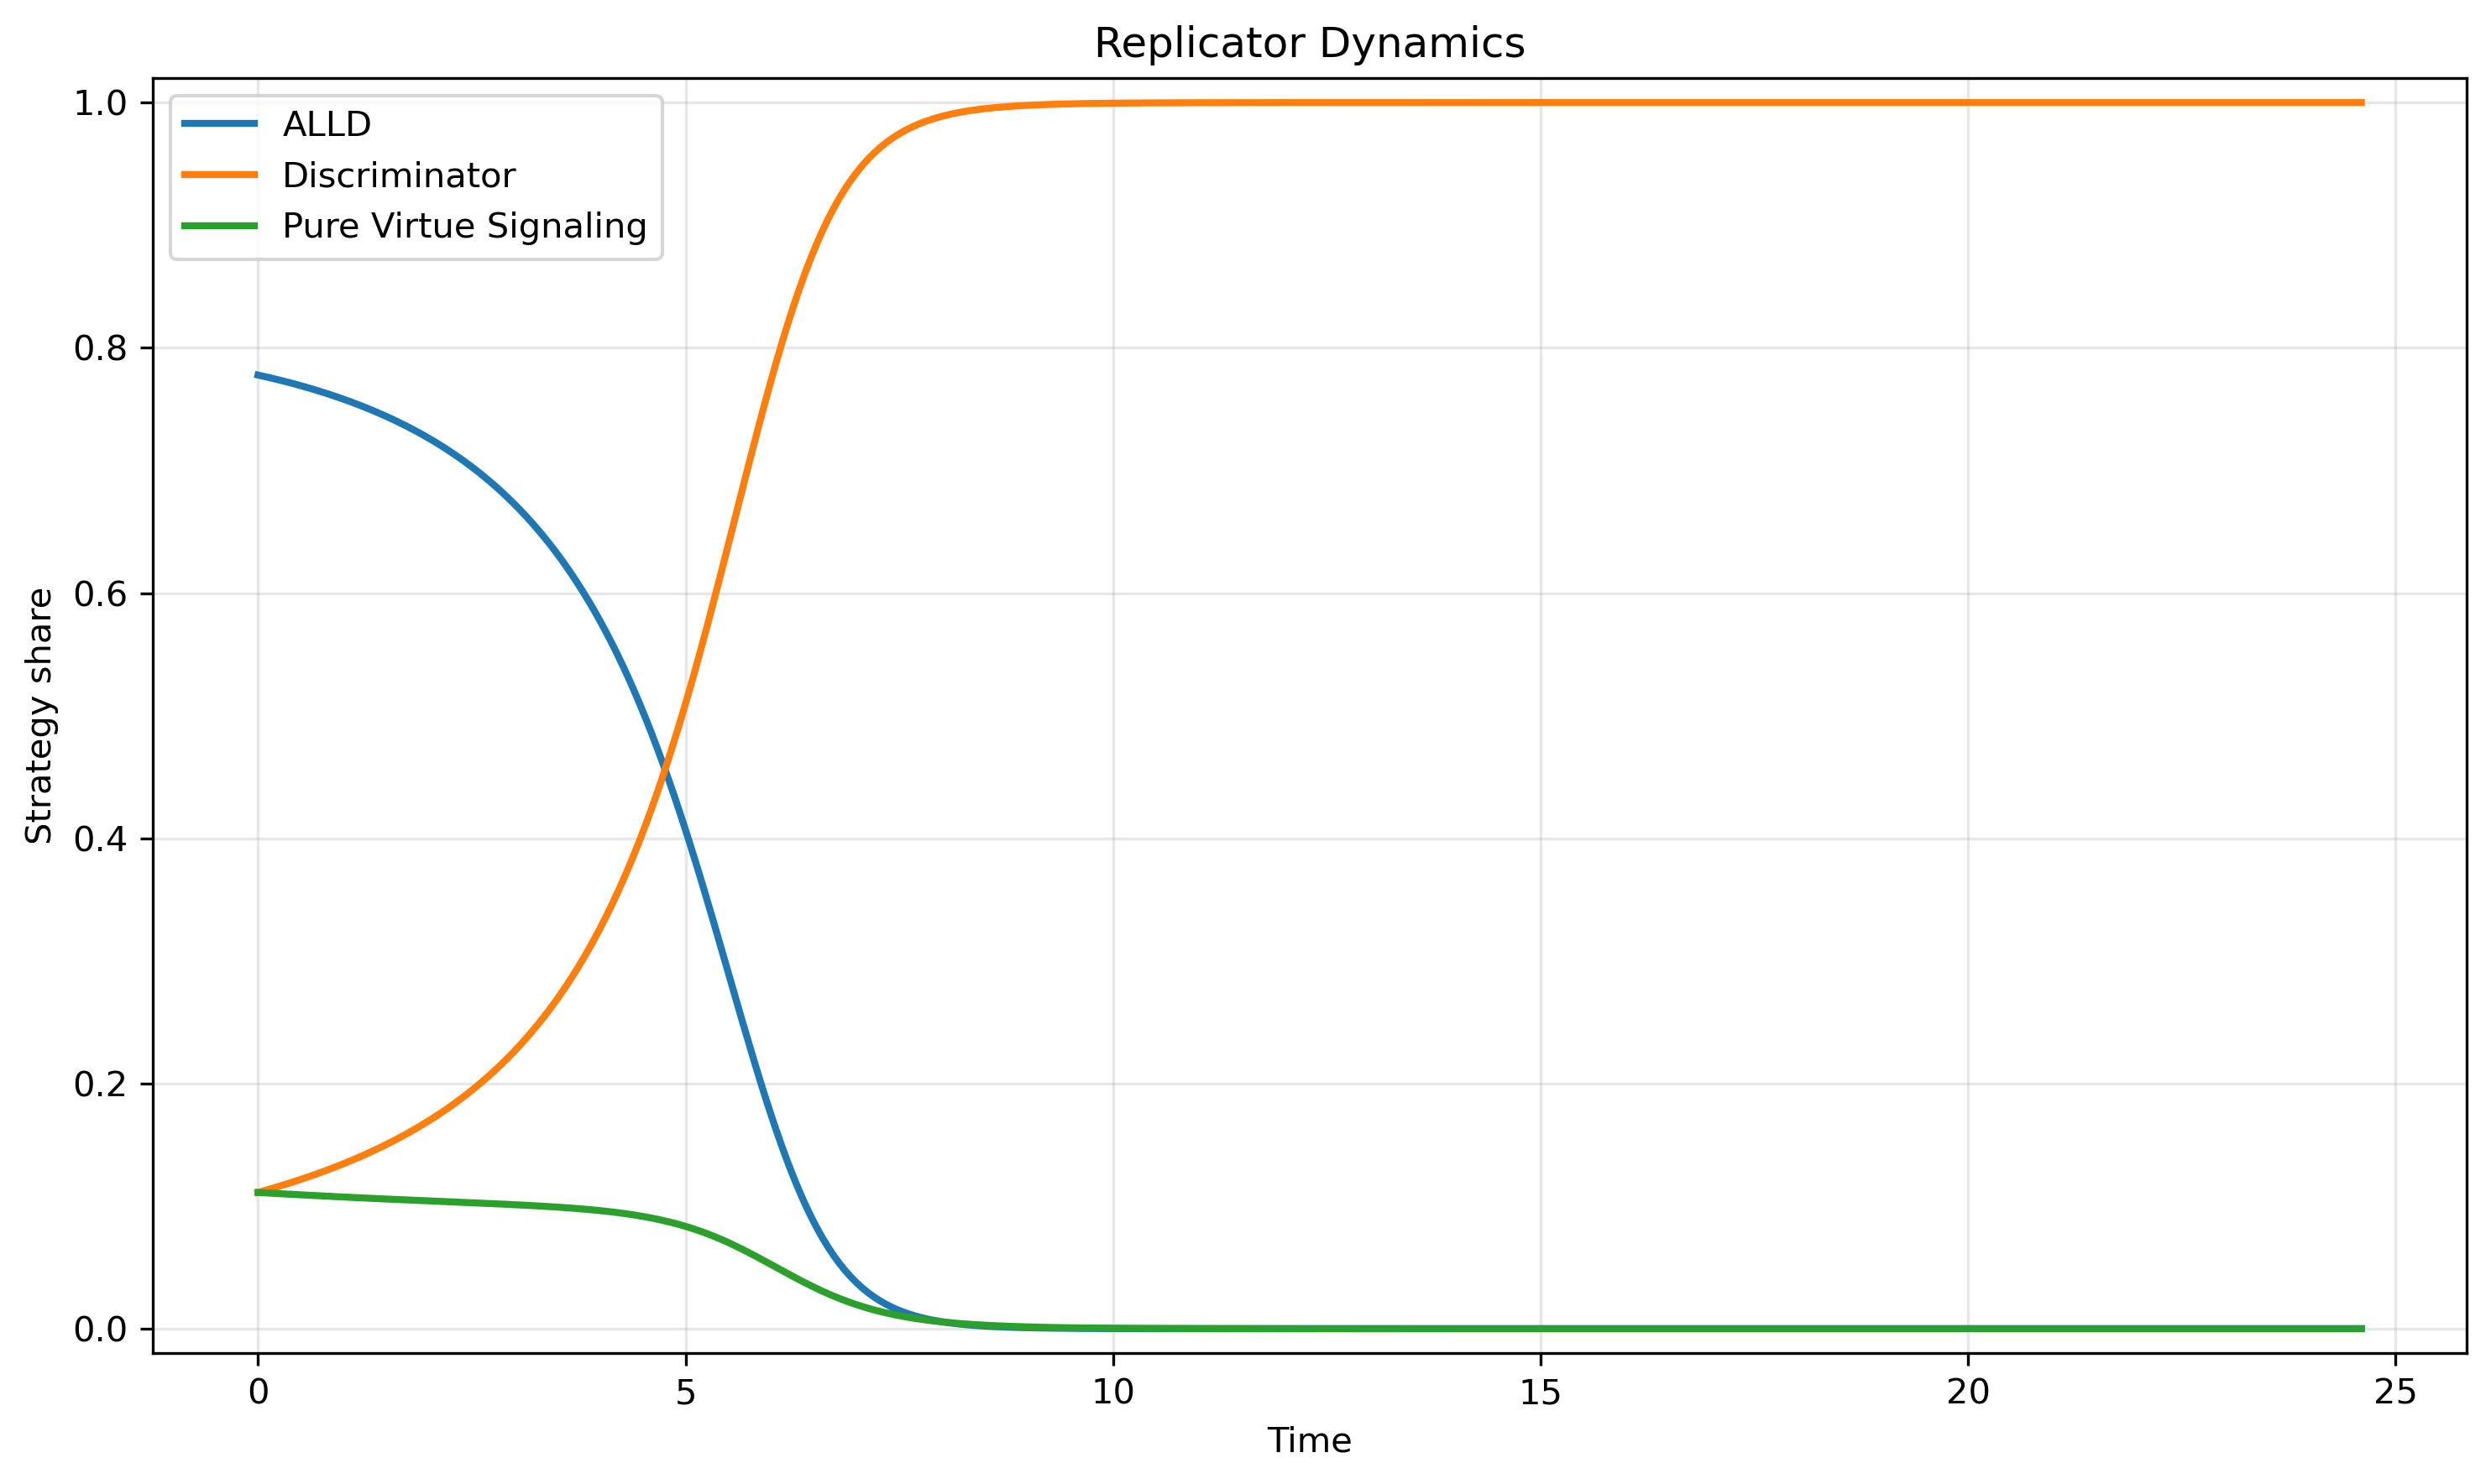 Replicator Dynamics
ALLD
Discriminator
Pure Virtue Signaling
Strategy share
1.0
0.8
0.6
0.4
0.2
0.0
0 5 10 15 20 25
Time